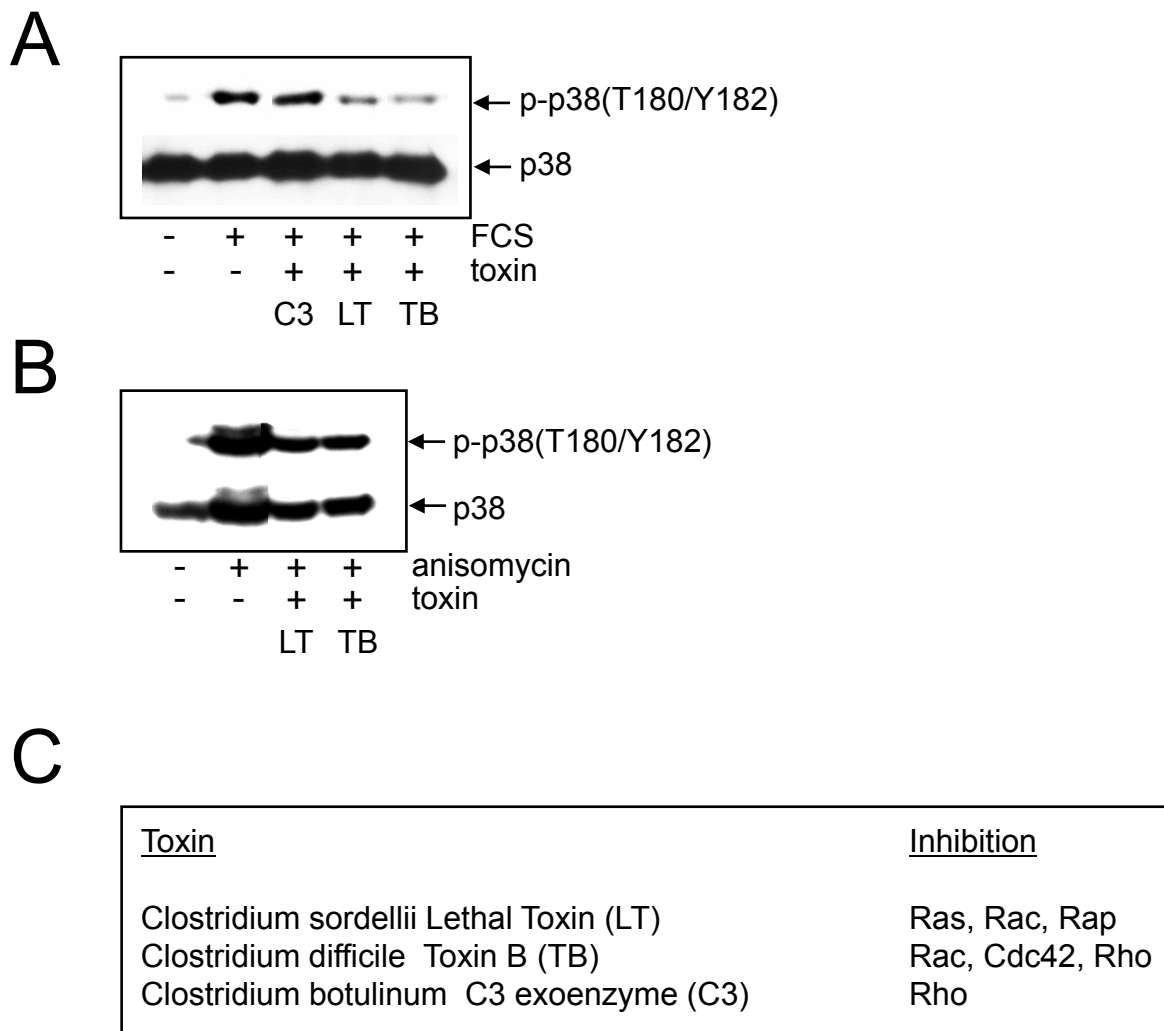 A
p-p38(T180/Y182)
p38
- + + + + FCS
- - + + + toxin
C3 LT TB
B
p-p38(T180/Y182)
p38
- + + + anisomycin
- - + + toxin
LT TB
C
Toxin Inhibition
Clostridium sordellii Lethal Toxin (LT) Ras, Rac, Rap
Clostridium difficile Toxin B (TB) Rac, Cdc42, Rho
Clostridium botulinum C3 exoenzyme (C3) Rho